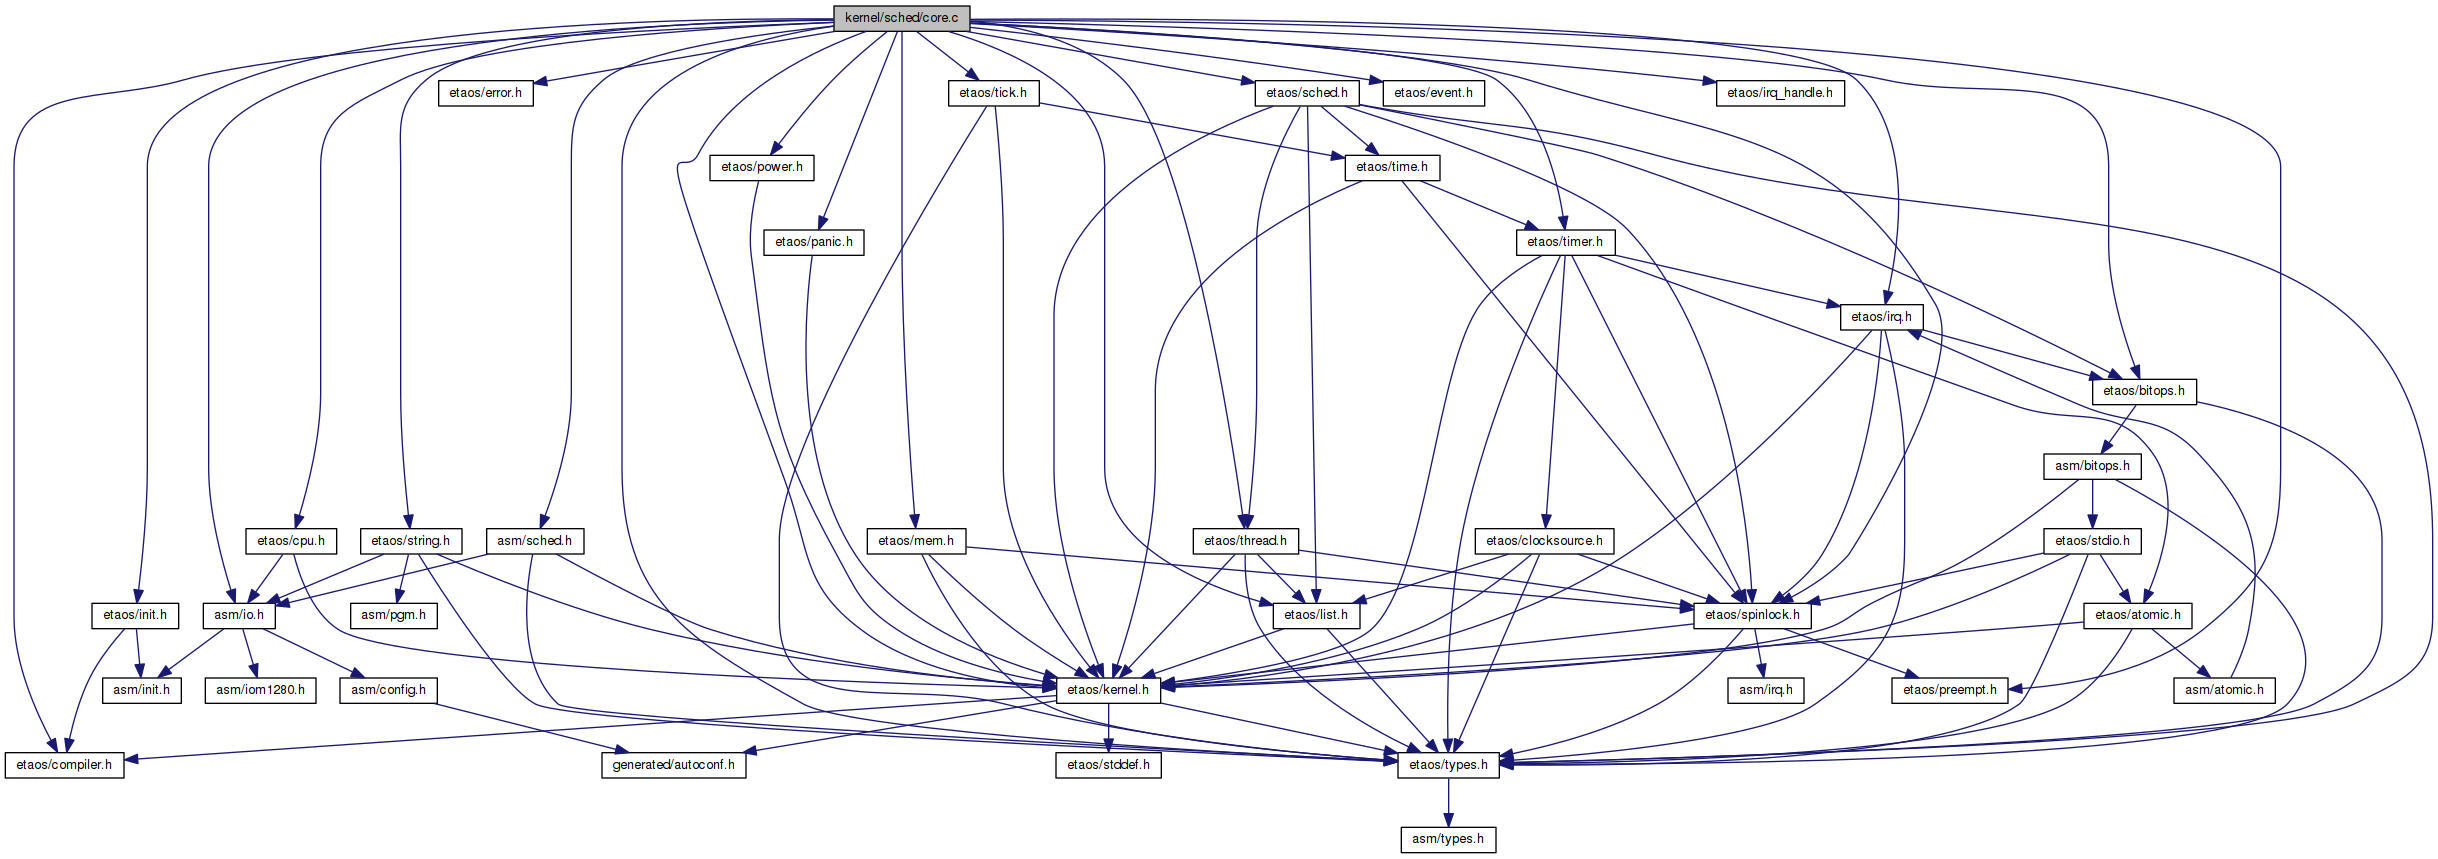 kernel/sched/core.c
etaos/error.h
etaos/tick.h
etaos/sched.h
etaos/event.h
etaos/irq_handle.h
etaos/power.h
etaos/time.h
etaos/panic.h
etaos/timer.h
etaos/irq.h
etaos/bitops.h
asm/bitops.h
etaos/cpu.h
etaos/string.h
asm/sched.h
etaos/mem.h
etaos/thread.h
etaos/clocksource.h
etaos/stdio.h
etaos/init.h
asm/io.h
asm/pgm.h
etaos/list.h
etaos/spinlock.h
etaos/atomic.h
asm/init.h
asm/iom1280.h
asm/config.h
etaos/kernel.h
asm/irq.h
etaos/preempt.h
asm/atomic.h
etaos/compiler.h
generated/autoconf.h
etaos/stddef.h
etaos/types.h
asm/types.h